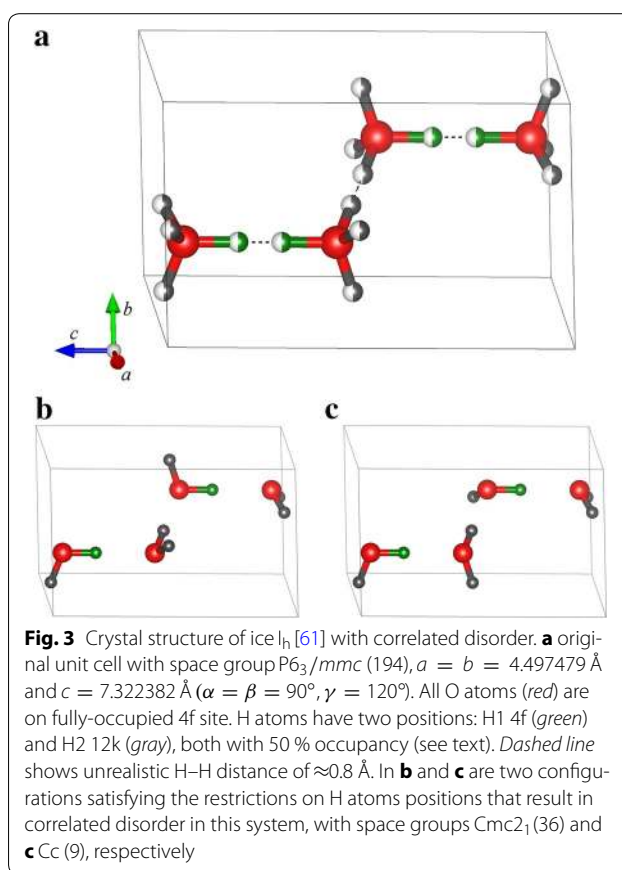 a
b
c
a
b
c
Fig. 3 Crystal structure of ice Iₕ [61] with correlated disorder. a origi-
nal unit cell with space group P6₃/mmc (194), a = b = 4.497479 Å
and c = 7.322382 Å (α = β = 90°, γ = 120°). All O atoms (red) are
on fully-occupied 4f site. H atoms have two positions: H1 4f (green)
and H2 12k (gray), both with 50 % occupancy (see text). Dashed line
shows unrealistic H–H distance of ≈0.8 Å. In b and c are two configu-
rations satisfying the restrictions on H atoms positions that result in
correlated disorder in this system, with space groups Cmc2₁ (36) and
c Cc (9), respectively